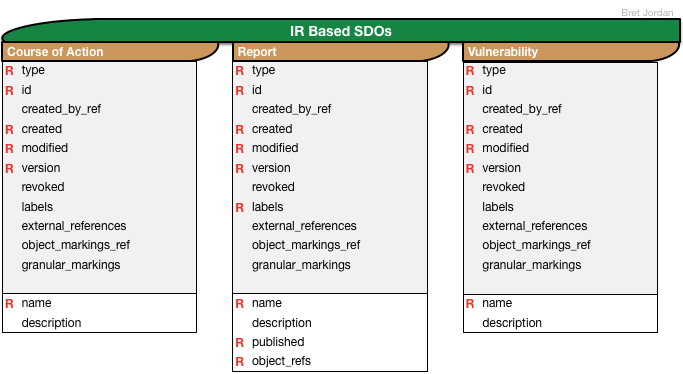 Bret Jordan
IR Based SDOs
Course of Action
R type
R id
created_by_ref
R created
R modified
R version
revoked
labels
external_references
object_markings_ref
granular_markings
R name
description
Report
R type
R id
created_by_ref
R created
R modified
R version
revoked
R labels
external_references
object_markings_ref
granular_markings
R name
description
R published
R object_refs
Vulnerability
R type
R id
created_by_ref
R created
R modified
R version
revoked
labels
external_references
object_markings_ref
granular_markings
R name
description